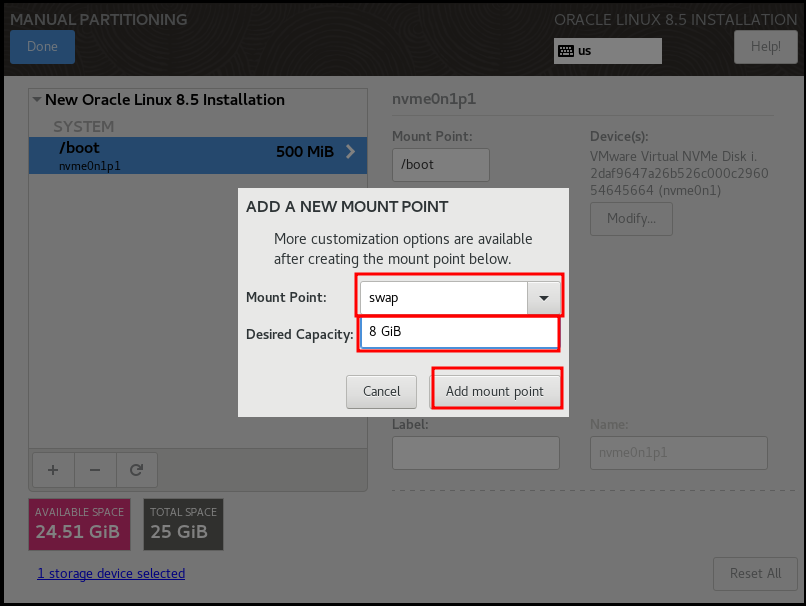 MANUAL PARTITIONING
ORACLE LINUX 8.5 INSTALLATION
Done
us
Help!
New Oracle Linux 8.5 Installation
SYSTEM
/boot
500 MiB
nvme0n1p1
nvme0n1p1
Mount Point:
Device(s):
/boot
VMware Virtual NVMe Disk i.
2daf9647a26b526c000c2960
54645664 (nvme0n1)
Modify...
ADD A NEW MOUNT POINT
More customization options are available
after creating the mount point below.
Mount Point:
swap
Desired Capacity:
8 GiB
Cancel
Add mount point
Label:
Name:
nvme0n1p1
AVAILABLE SPACE
24.51 GiB
TOTAL SPACE
25 GiB
1 storage device selected
Reset All